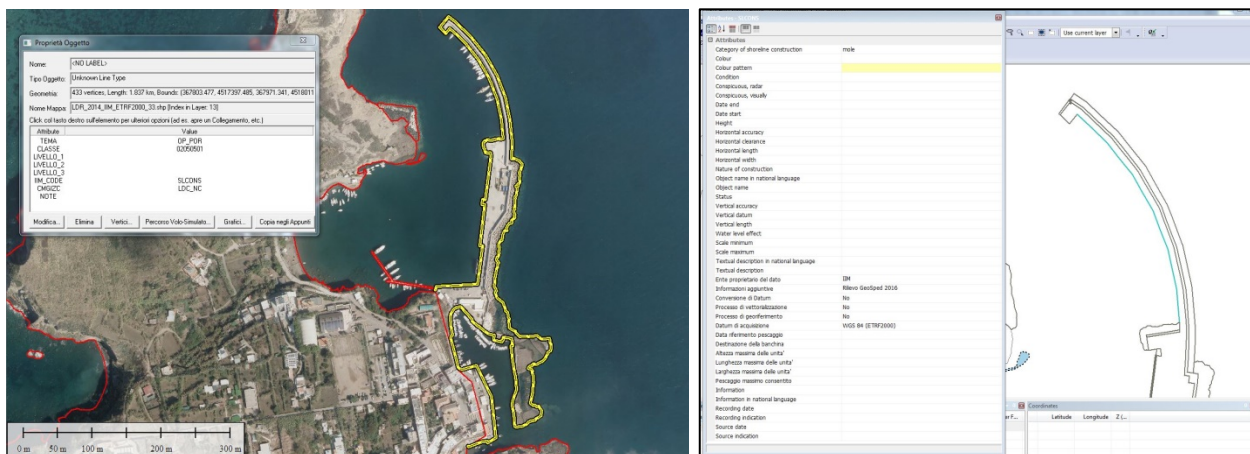 Proprietà Oggetto
Nome: <NO LABEL>
Tipo Oggetto: Unknown Line Type
Geometria: 433 vertices, Length: 1.837 km, Bounds: (367803.477, 4517397.485, 367971.341, 4518011
Nome Mappa: LDR_2014_IIM_ETRF2000_33.shp [Index in Layer: 13]
Click col tasto destro sull'elemento per ulteriori opzioni (ad es. apre un Collegamento, etc.)
Attribute Value
TEMA OP_POR
CLASSE 02050501
LIVELLO_1
LIVELLO_2
LIVELLO_3
IIM_CODE SLCONS
CMGIZC LDC_NC
NOTE
Modifica... Elimina Vertici... Percorso Volo-Simulato... Grafici... Copia negli Appunti
0 m 50 m 100 m 200 m 300 m
Use current layer
Attributes
Category of shoreline construction mole
Colour
Colour pattern
Condition
Conspicuous, radar
Conspicuous, visually
Date end
Date start
Height
Horizontal accuracy
Horizontal clearance
Horizontal length
Horizontal width
Nature of construction
Object name in national language
Object name
Status
Vertical accuracy
Vertical datum
Vertical length
Water level effect
Scale minimum
Scale maximum
Textual description in national language
Textual description
Ente proprietario del dato IIM
Informazioni aggiuntive Rilievo GeoSped 2016
Conversione di Datum No
Processo di vettorializzazione No
Processo di georiferimento No
Datum di acquisizione WGS 84 (ETRF2000)
Data riferimento pescaggio
Destinazione della banchina
Altezza massima delle unita'
Lunghezza massima delle unita'
Larghezza massima delle unita'
Pescaggio massimo consentito
Information
Information in national language
Recording date
Recording indication
Source date
Source indication
Coordinates
Latitude Longitude Z (...